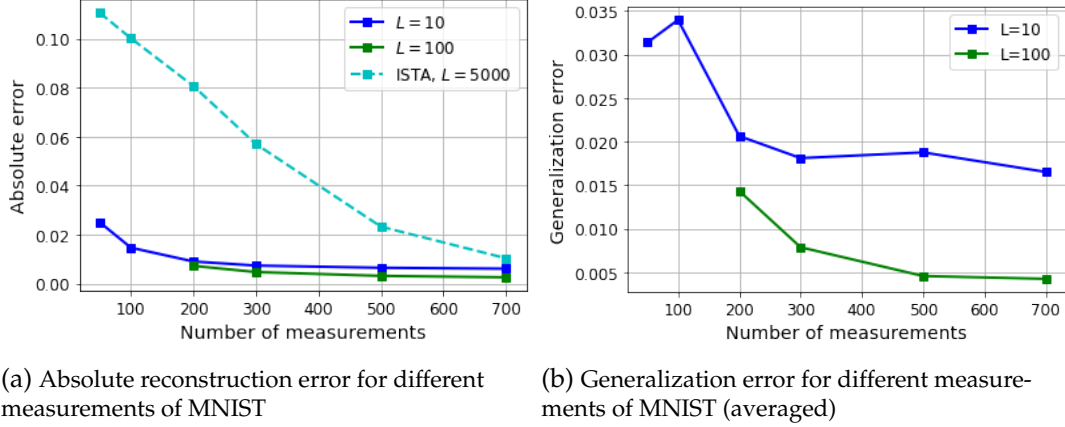 0.10
0.08
0.06
0.04
0.02
0.00
Absolute error
L = 10
L = 100
ISTA, L = 5000
100 200 300 400 500 600 700
Number of measurements
0.035
0.030
0.025
0.020
0.015
0.010
0.005
Generalization error
L=10
L=100
100 200 300 400 500 600 700
Number of measurements
(a) Absolute reconstruction error for different
measurements of MNIST
(b) Generalization error for different measure-
ments of MNIST (averaged)